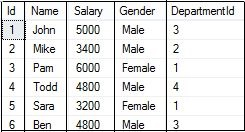 Id Name Salary Gender DepartmentId
1 John 5000 Male 3
2 Mike 3400 Male 2
3 Pam 6000 Female 1
4 Todd 4800 Male 4
5 Sara 3200 Female 1
6 Ben 4800 Male 3